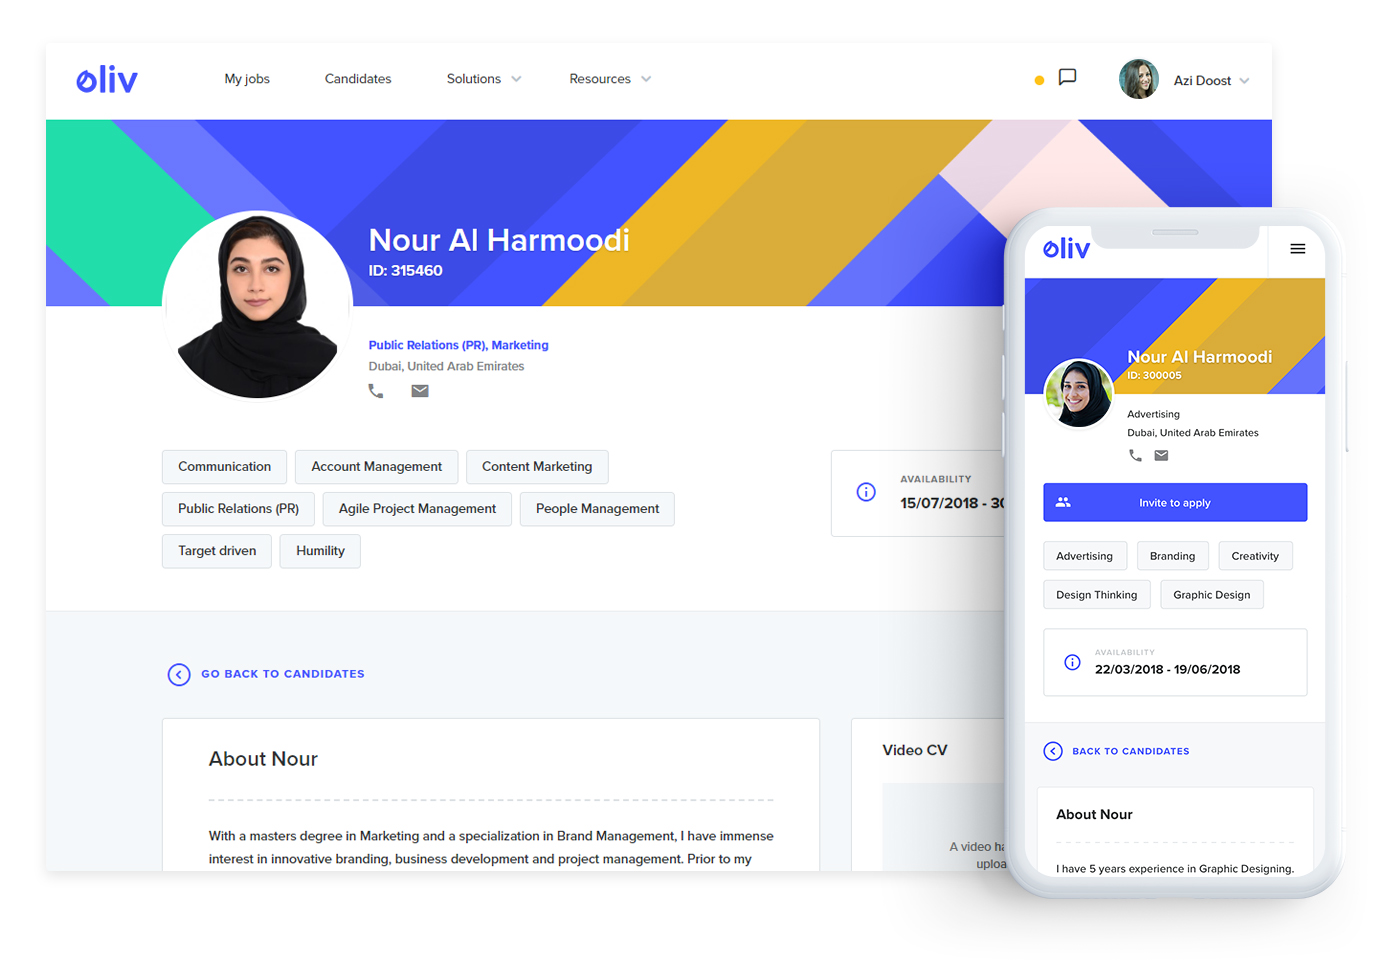 oliv
My jobs
Candidates
Solutions
Resources
Azi Doost
Nour Al Harmoodi
ID: 315460
Public Relations (PR), Marketing
Dubai, United Arab Emirates
Communication
Account Management
Content Marketing
Public Relations (PR)
Agile Project Management
People Management
Target driven
Humility
AVAILABILITY
15/07/2018 - 30
GO BACK TO CANDIDATES
About Nour
With a masters degree in Marketing and a specialization in Brand Management, I have immense
interest in innovative branding, business development and project management. Prior to my
Video CV
A video ha
uploa
oliv
Nour Al Harmoodi
ID: 300005
Advertising
Dubai, United Arab Emirates
Invite to apply
Advertising
Branding
Creativity
Design Thinking
Graphic Design
AVAILABILITY
22/03/2018 - 19/06/2018
BACK TO CANDIDATES
About Nour
I have 5 years experience in Graphic Designing.